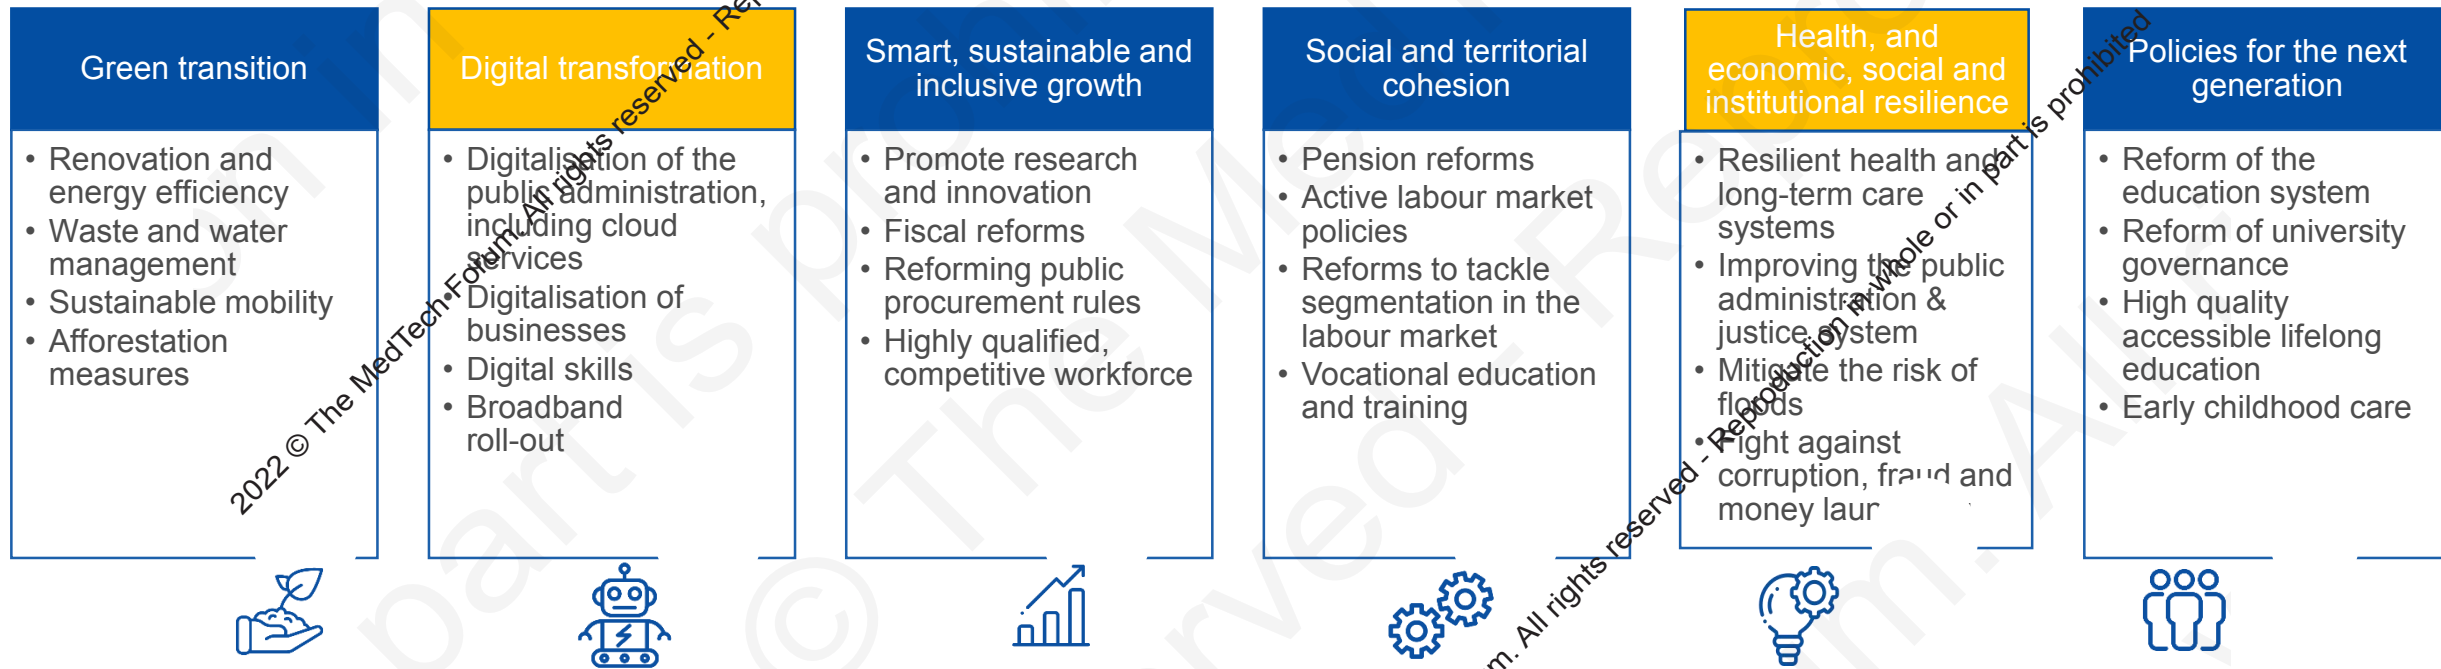 Green transition
• Renovation and
energy efficiency
• Waste and water
management
• Sustainable mobility
• Afforestation
measures
Digital transformation
• Digitalisation of the
public administration,
including cloud
services
• Digitalisation of
businesses
• Digital skills
• Broadband
roll-out
Smart, sustainable and
inclusive growth
• Promote research
and innovation
• Fiscal reforms
• Reforming public
procurement rules
• Highly qualified,
competitive workforce
Social and territorial
cohesion
• Pension reforms
• Active labour market
policies
• Reforms to tackle
segmentation in the
labour market
• Vocational education
and training
Health, and
economic, social and
institutional resilience
• Resilient health and
long-term care
systems
• Improving the public
administration &
justice system
• Mitigate the risk of
floods
• Fight against
corruption, fraud and
money
Policies for the next
generation
• Reform of the
education system
• Reform of university
governance
• High quality
accessible lifelong
education
• Early childhood care
2022 © The MedTech Forum. All rights reserved -
All rights reserved - Reproduction in whole or in part is prohibited